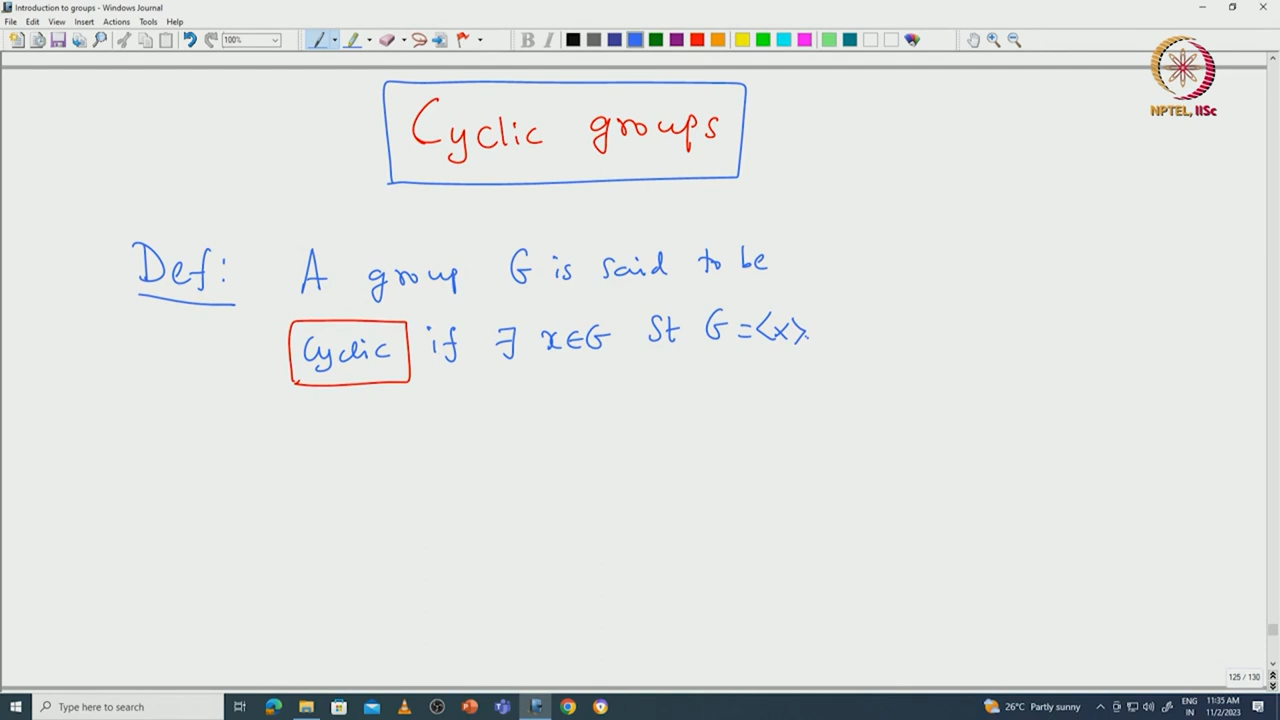 Introduction to groups - Windows Journal
File Edit View Insert Actions Tools Help
100%
B I
NPTEL, IISc
Cyclic groups
Def: A group G is said to be
Cyclic if ∃ x∈G St G=<x>.
125 / 130
Type here to search
26°C Partly sunny
ENG
IN
11:35 AM
11/2/2023